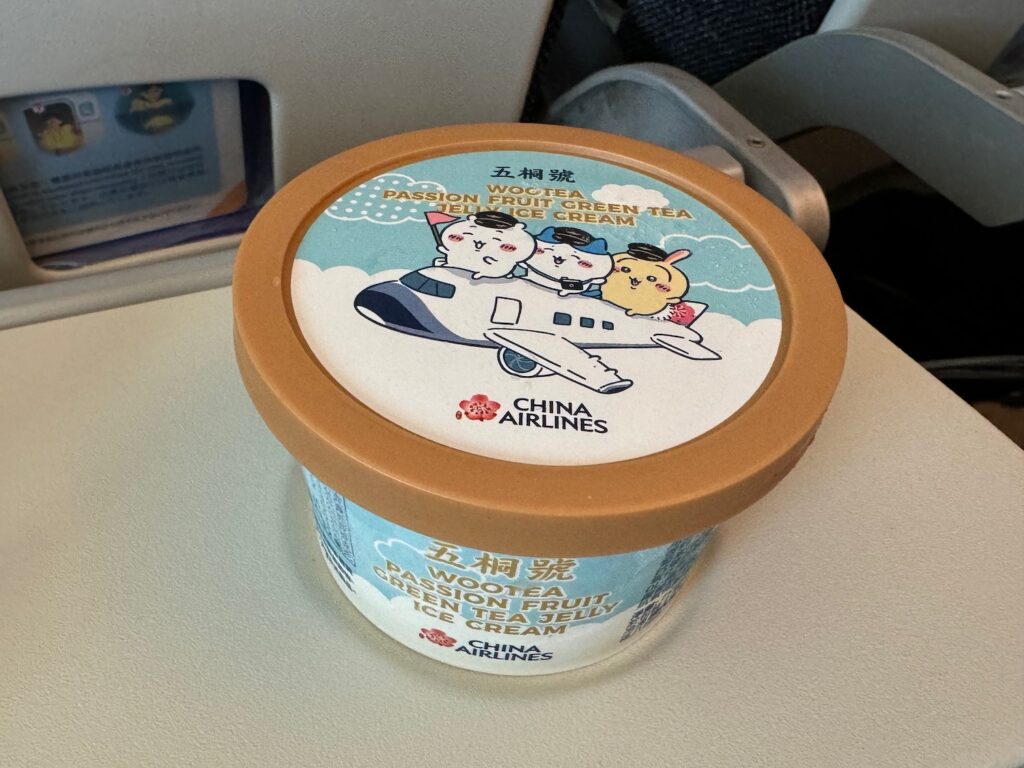 五桐號
WOOTEA
PASSION FRUIT GREEN TEA
JELLY ICE CREAM
CHINA
AIRLINES
五桐號
WOOTEA
PASSION FRUIT
GREEN TEA JELLY
ICE CREAM
CHINA
AIRLINES